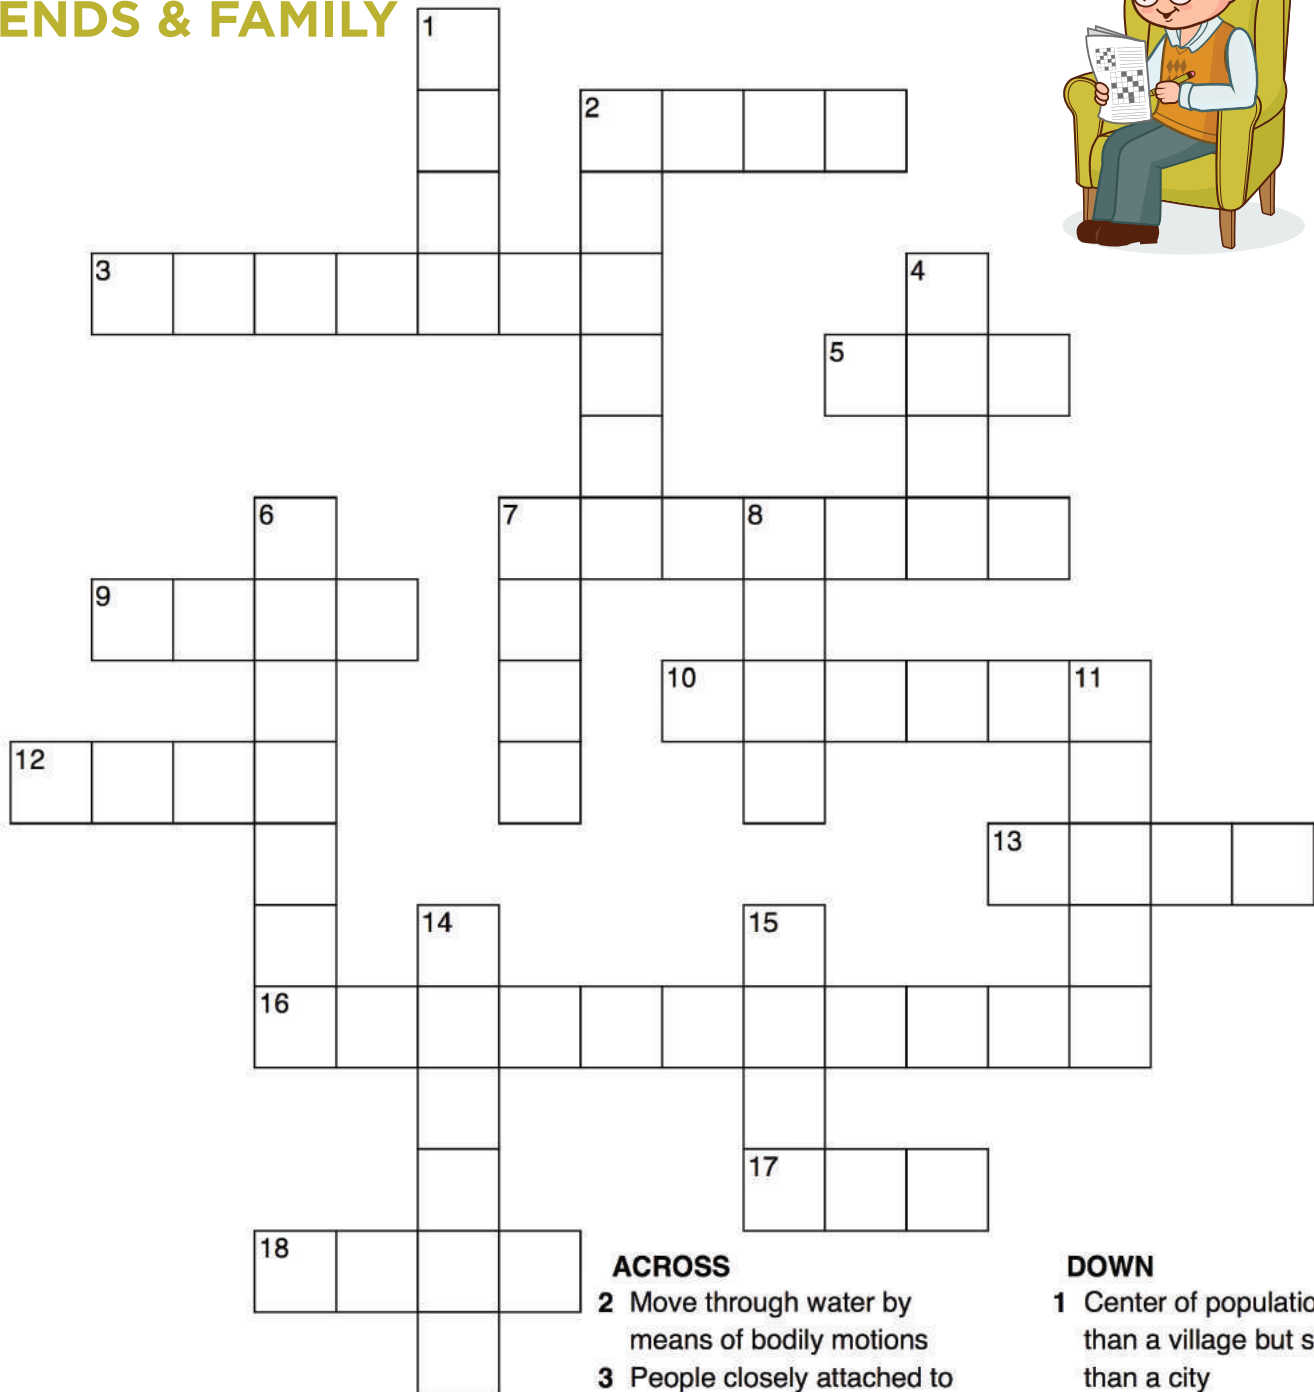 ENDS & FAMILY
1
2
3
4
5
6
7
8
9
10
11
12
13
14
15
16
17
18
ACROSS
2 Move through water by
means of bodily motions
3 People closely attached to
DOWN
1 Center of populatio
than a village but s
than a city